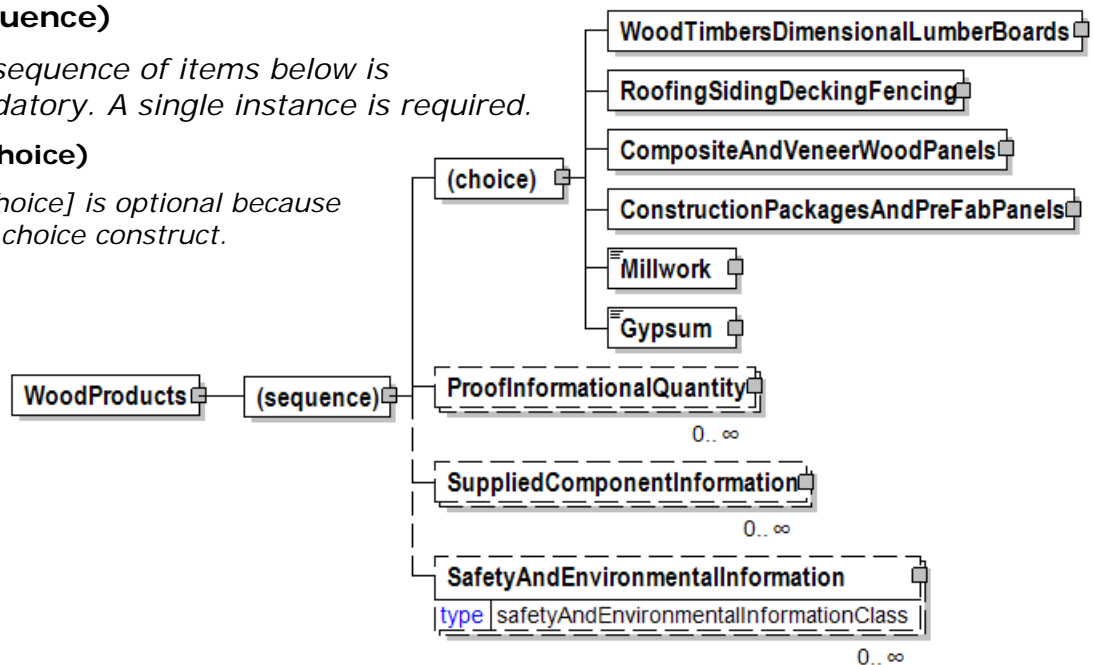 uence)
sequence of items below is
datory. A single instance is required.
hoice)
hoice] is optional because
choice construct.
WoodProducts
(sequence)
(choice)
WoodTimbersDimensionalLumberBoards
RoofingSidingDeckingFencing
CompositeAndVeneerWoodPanels
ConstructionPackagesAndPreFabPanels
Millwork
Gypsum
ProofInformationalQuantity
0.. ∞
SuppliedComponentInformation
0.. ∞
SafetyAndEnvironmentalInformation
type safetyAndEnvironmentalInformationClass
0.. ∞